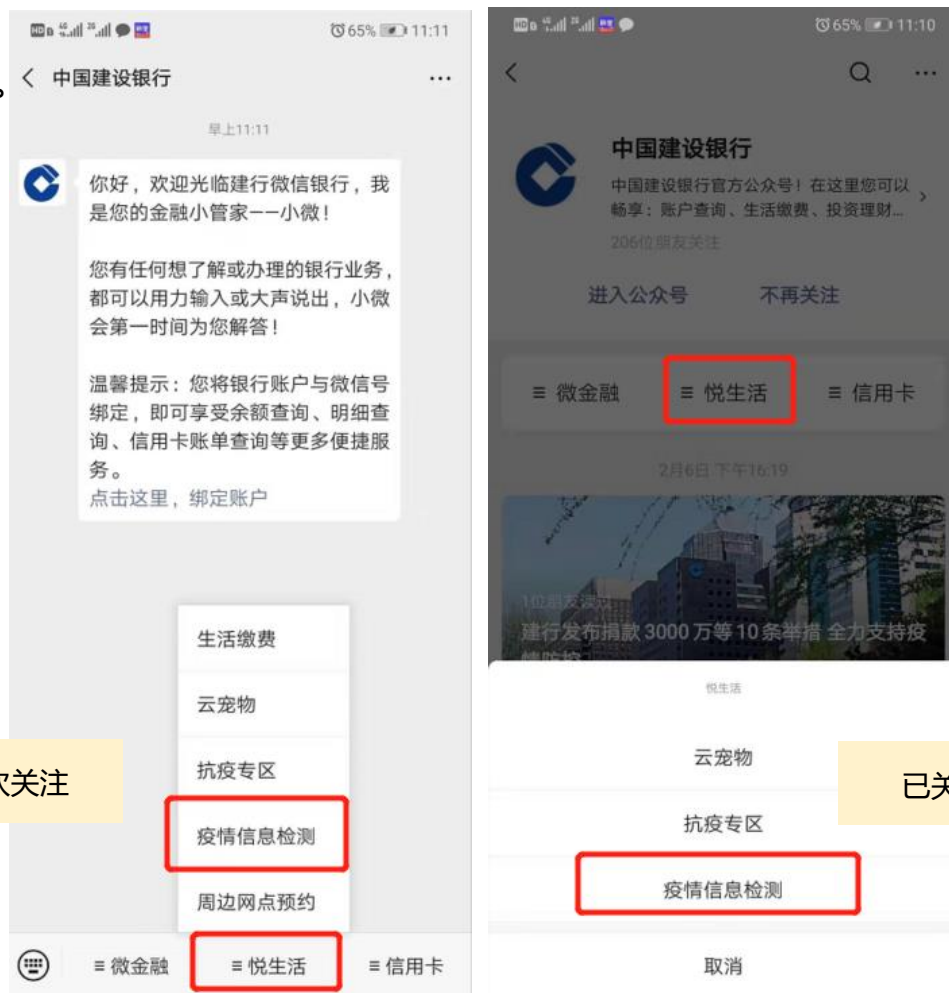 65% 11:11
中国建设银行
早上11:11
你好，欢迎光临建行微信银行，我
是您的金融小管家——小微！
您有任何想了解或办理的银行业务，
都可以用力输入或大声说出，小微
会第一时间为您解答！
温馨提示：您将银行账户与微信号
绑定，即可享受余额查询、明细查
询、信用卡账单查询等更多便捷服
务。
点击这里，绑定账户
生活缴费
云宠物
抗疫专区
疫情信息检测
周边网点预约
微金融
悦生活
信用卡
次关注
65% 11:10
中国建设银行
中国建设银行官方公众号！在这里您可以
畅享：账户查询、生活缴费、投资理财...
206位朋友关注
进入公众号 不再关注
微金融
悦生活
信用卡
2月6日 下午16:19
1位朋友读过
建行发布捐款3000万等10条举措 全力支持疫
情防控
悦生活
云宠物
抗疫专区
疫情信息检测
取消
已关